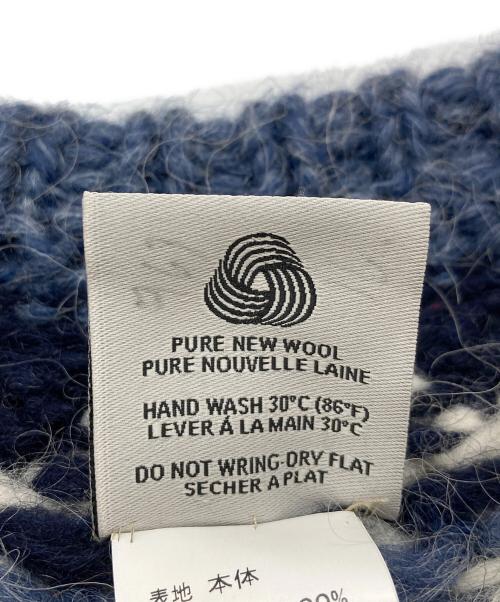 PURE NEW WOOL
PURE NOUVELLE LAINE
HAND WASH 30°C (86°F)
LEVER Á LA MAIN 30°C
DO NOT WRING-DRY FLAT
SECHER A PLAT
表地 本体